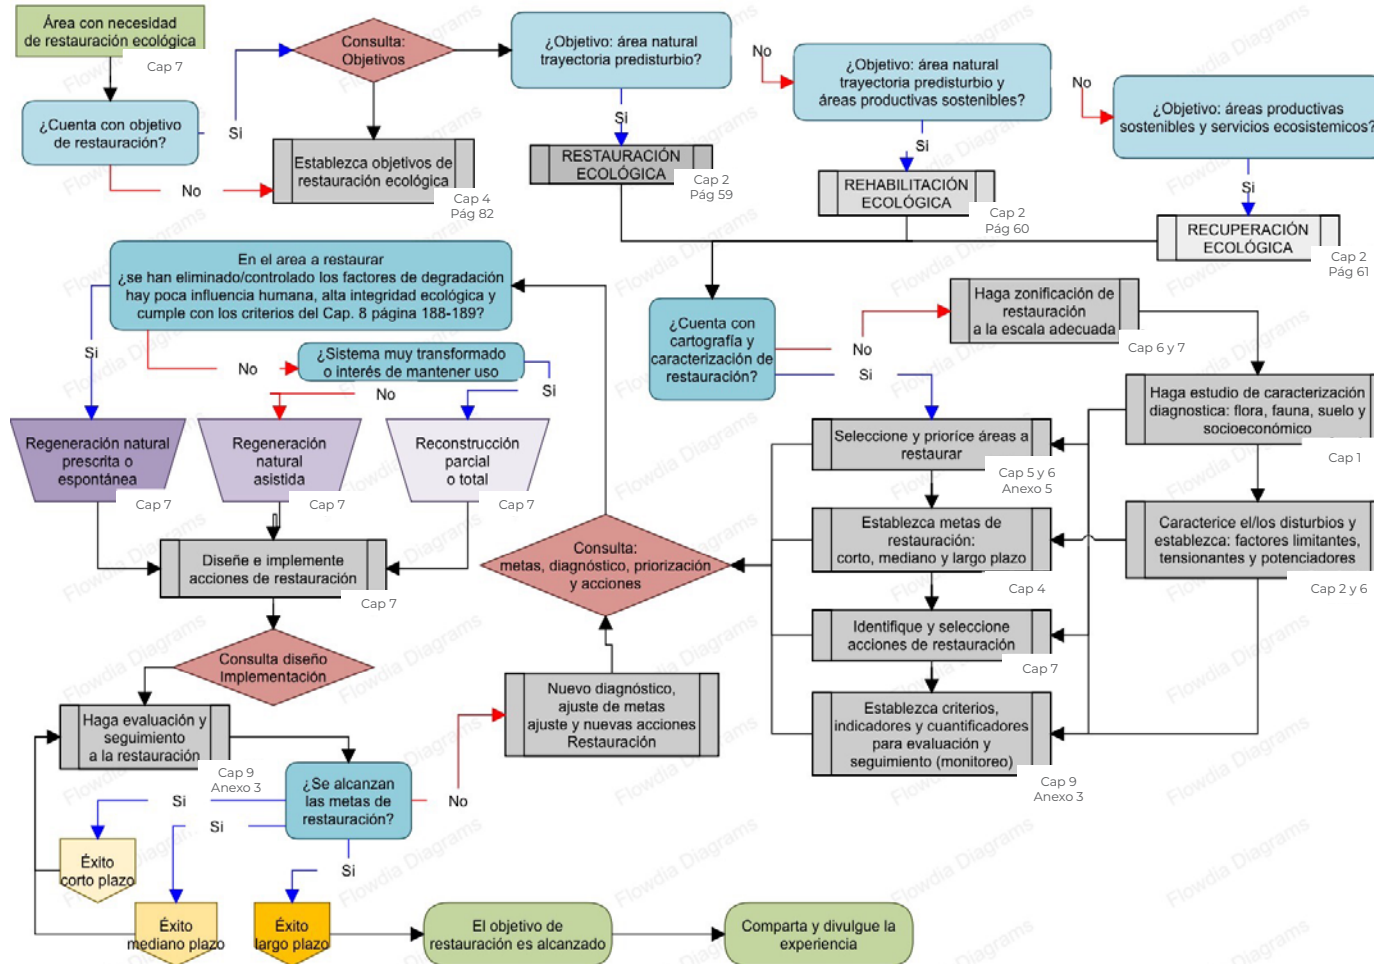 Área con necesidad
de restauración ecológica
Cap 7
¿Cuenta con objetivo
de restauración?
Si
No
Consulta:
Objetivos
Establezca objetivos de
restauración ecológica
Cap 4
Pág 82
¿Objetivo: área natural
trayectoria predisturbio?
Si
RESTAURACIÓN
ECOLÓGICA
Cap 2
Pág 59
No
¿Objetivo: área natural
trayectoria predisturbio y
áreas productivas sostenibles?
Si
REHABILITACIÓN
ECOLÓGICA
Cap 2
Pág 60
No
¿Objetivo: áreas productivas
sostenibles y servicios ecosistemicos?
Si
RECUPERACIÓN
ECOLÓGICA
Cap 2
Pág 61
En el area a restaurar
¿se han eliminado/controlado los factores de degradación
hay poca influencia humana, alta integridad ecológica y
cumple con los criterios del Cap. 8 página 188-189?
Si
No
¿Sistema muy transformado
o interés de mantener uso
Si
No
Regeneración natural
prescrita o
espontánea
Cap 7
Regeneración
natural
asistida
Cap 7
Reconstrucción
parcial
o total
Cap 7
¿Cuenta con
cartografía y
caracterización de
restauración?
No
Si
Haga zonificación de
restauración
a la escala adecuada
Cap 6 y 7
Haga estudio de caracterización
diagnostica: flora, fauna, suelo y
socioeconómico
Cap 1
Seleccione y prioríce áreas a
restaurar
Cap 5 y 6
Anexo 5
Caracterice el/los disturbios y
establezca: factores limitantes,
tensionantes y potenciadores
Cap 2 y 6
Establezca metas de
restauración:
corto, mediano y largo plazo
Cap 4
Identifique y seleccione
acciones de restauración
Cap 7
Establezca criterios,
indicadores y cuantificadores
para evaluación y
seguimiento (monitoreo)
Cap 9
Anexo 3
Consulta:
metas, diagnóstico, priorización
y acciones
Diseñe e implemente
acciones de restauración
Cap 7
Consulta diseño
Implementación
Nuevo diagnóstico,
ajuste de metas
ajuste y nuevas acciones
Restauración
Haga evaluación y
seguimiento
a la restauración
Cap 9
Anexo 3
¿Se alcanzan
las metas de
restauración?
No
Si
Si
Si
Éxito
corto plazo
Éxito
mediano plazo
Éxito
largo plazo
El objetivo de
restauración es alcanzado
Comparta y divulgue la
experiencia
Flowdia Diagrams